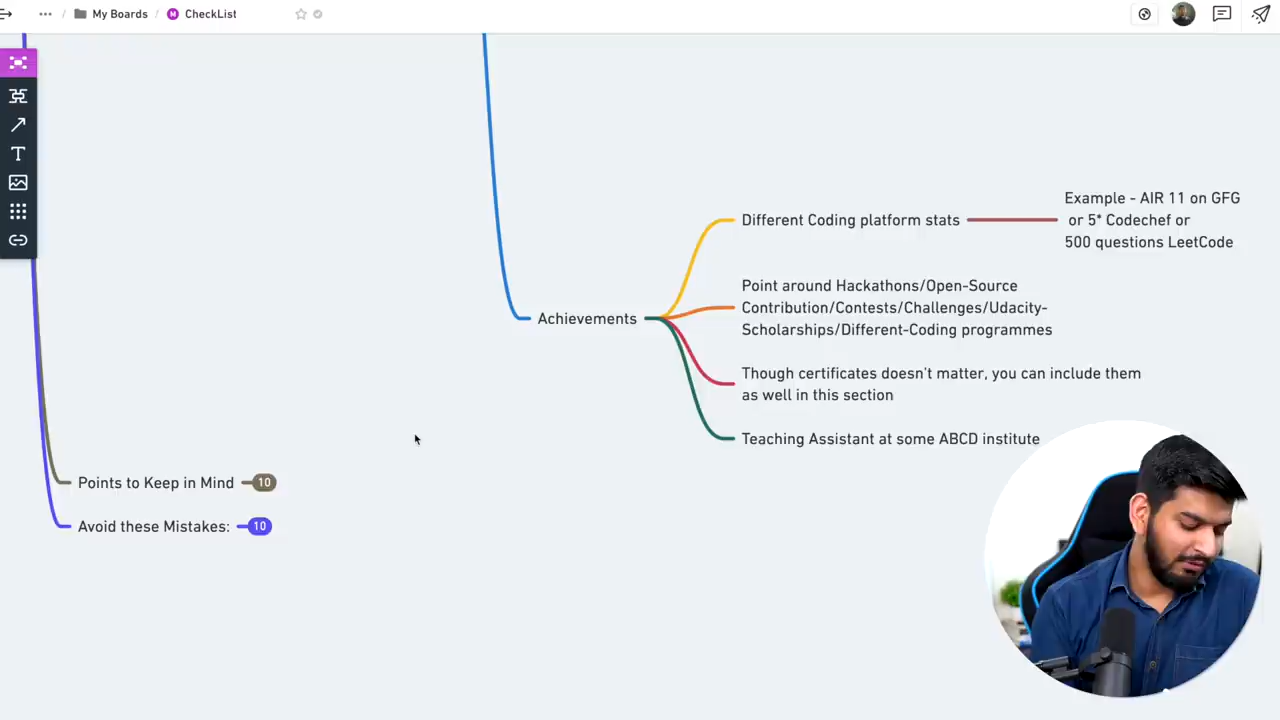 ... / My Boards / M CheckList
Example - AIR 11 on GFG
or 5* Codechef or
500 questions LeetCode
Different Coding platform stats
Point around Hackathons/Open-Source
Contribution/Contests/Challenges/Udacity-
Scholarships/Different-Coding programmes
Achievements
Though certificates doesn't matter, you can include them
as well in this section
Teaching Assistant at some ABCD institute
Points to Keep in Mind 10
Avoid these Mistakes: 10